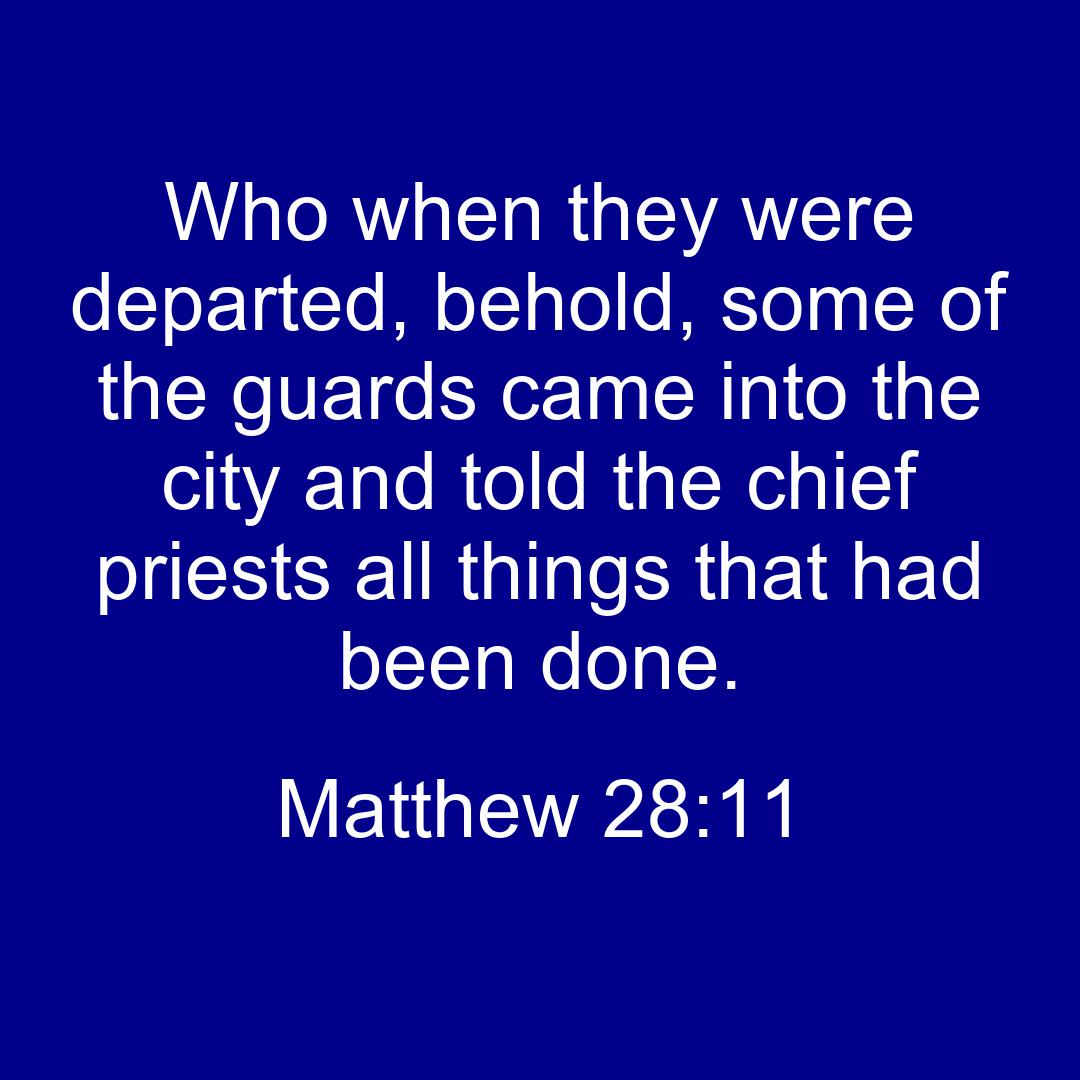 Who when they were
departed, behold, some of
the guards came into the
city and told the chief
priests all things that had
been done.
Matthew 28:11